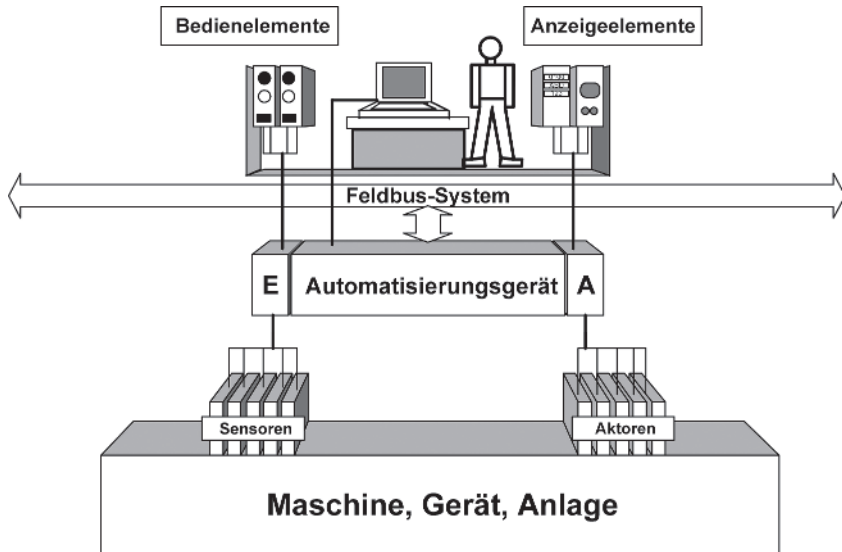 Bedienelemente
Anzeigeelemente
Feldbus-System
E
Automatisierungsgerät
A
Sensoren
Aktoren
Maschine, Gerät, Anlage